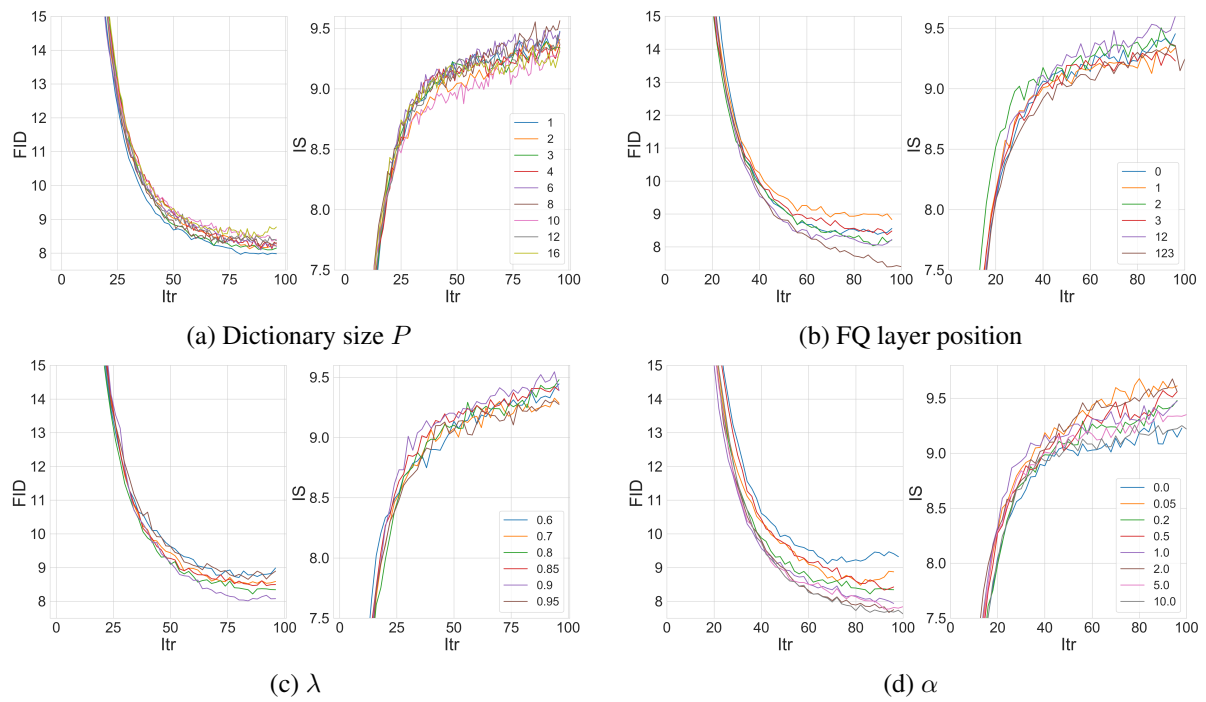 15
14
13
12
11
10
9
8
FID
0 25 50 75 100
Itr
9.5
9.0
8.5
8.0
7.5
IS
0 25 50 75 100
Itr
1
2
3
4
6
8
10
12
16
(a) Dictionary size P
15
14
13
12
11
10
9
8
FID
0 20 40 60 80 100
Itr
9.5
9.0
8.5
8.0
7.5
IS
0 20 40 60 80 100
Itr
0
1
2
3
12
123
(b) FQ layer position
15
14
13
12
11
10
9
8
FID
0 25 50 75 100
Itr
9.5
9.0
8.5
8.0
7.5
IS
0 25 50 75 100
Itr
0.6
0.7
0.8
0.85
0.9
0.95
(c) λ
15
14
13
12
11
10
9
8
FID
0 20 40 60 80 100
Itr
9.5
9.0
8.5
8.0
7.5
IS
0 20 40 60 80 100
Itr
0.0
0.05
0.2
0.5
1.0
2.0
5.0
10.0
(d) α